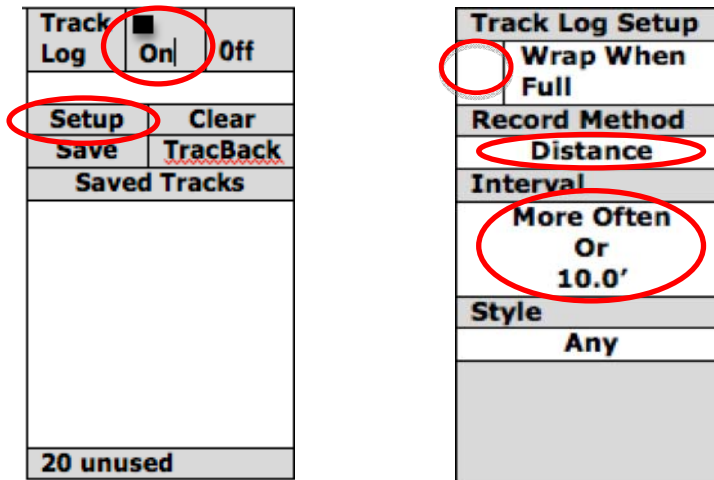 Track
Log On Off
Setup Clear
Save TracBack
Saved Tracks
20 unused
Track Log Setup
Wrap When
Full
Record Method
Distance
Interval
More Often
Or
10.0’
Style
Any